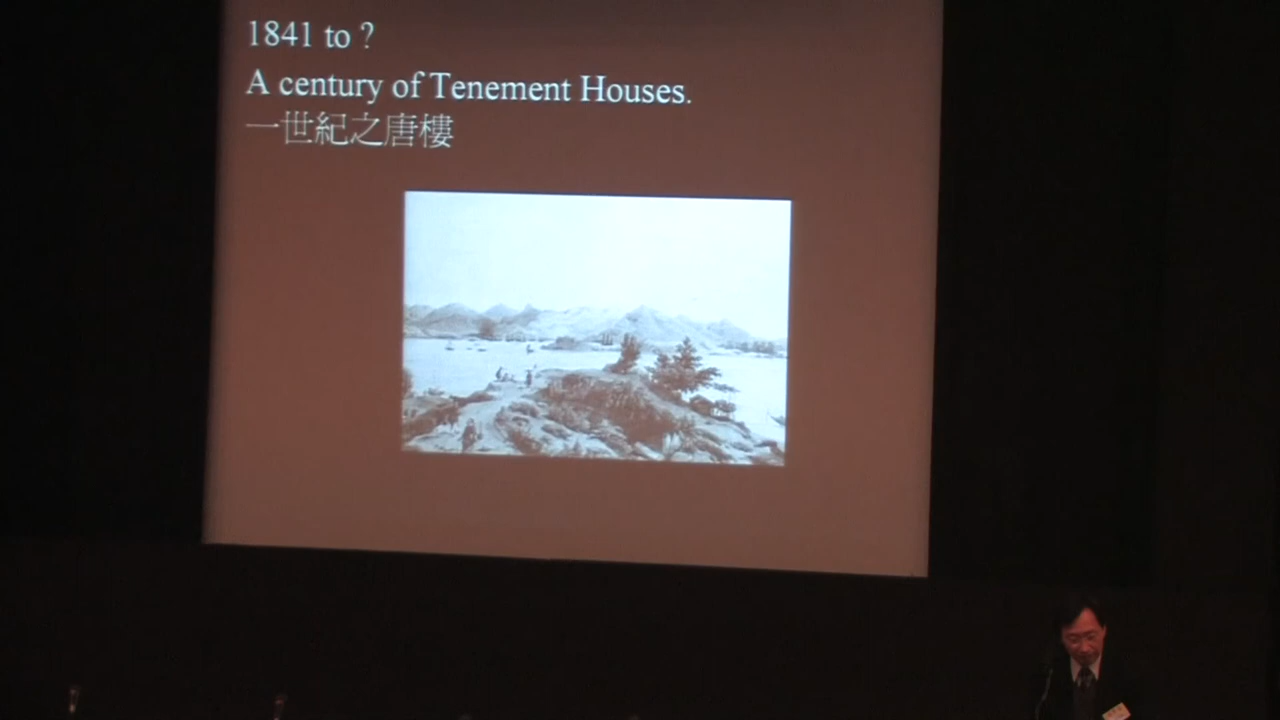 1841 to ?
A century of Tenement Houses.
一世紀之唐樓